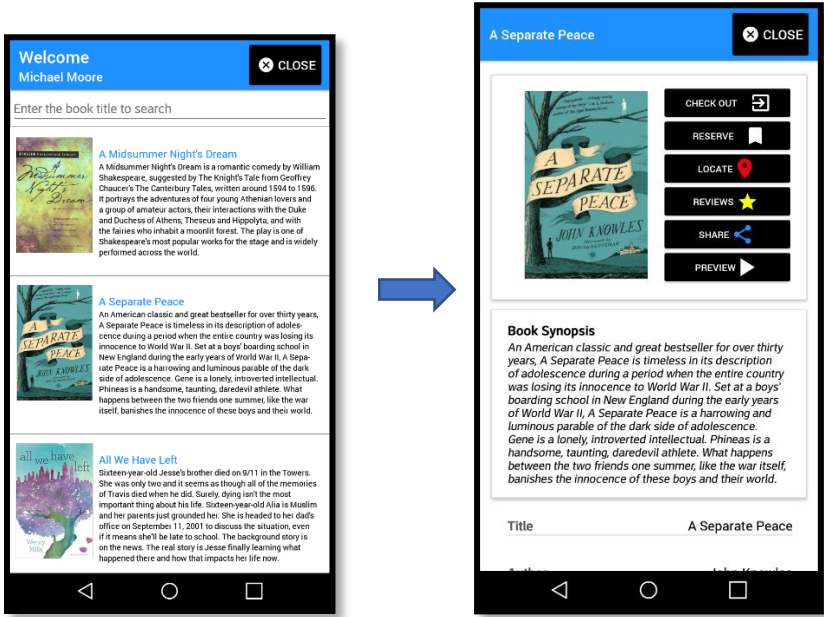 Welcome
Michael Moore
CLOSE
Enter the book title to search
A Midsummer Night's Dream
A Midsummer Night's Dream is a romantic comedy by William
Shakespeare, suggested by The Knight's Tale from Geoffrey
Chaucer's The Canterbury Tales, written around 1594 to 1596.
It portrays the adventures of four young Athenian lovers and
a group of amateur actors, their interactions with the Duke
and Duchess of Athens, Theseus and Hippolyta, and with
the fairies who inhabit a moonlit forest. The play is one of
Shakespeare's most popular works for the stage and is widely
performed across the world.
A
Midsummer
Night's
Dream
A Separate Peace
An American classic and great bestseller for over thirty years,
A Separate Peace is timeless in its description of adoles-
cence during a period when the entire country was losing its
innocence to World War II. Set at a boys' boarding school in
New England during the early years of World War II, A Sepa-
rate Peace is a harrowing and luminous parable of the dark
side of adolescence. Gene is a lonely, introverted intellectual.
Phineas is a handsome, taunting, daredevil athlete. What
happens between the two friends one summer, like the war
itself, banishes the innocence of these boys and their world.
A
SEPARATE
PEACE
JOHN KNOWLES
All We Have Left
Sixteen-year-old Jesse's brother died on 9/11 in the Towers.
She was only two and it seems as though all of the memories
of Travis died when he did. Surely, dying isn't the most
important thing about his life. Sixteen-year-old Alia is Muslim
and her parents just grounded her. She is headed to her dad's
office on September 11, 2001 to discuss the situation, even
if it means she'll be late to school. The background story is
on the news. The real story is Jesse finally learning what
happened there and how that impacts her life now.
all we have
left
Wendy
Mills
A Separate Peace
CLOSE
A
SEPARATE
PEACE
JOHN KNOWLES
CHECK OUT
RESERVE
LOCATE
REVIEWS
SHARE
PREVIEW
Book Synopsis
An American classic and great bestseller for over thirty
years, A Separate Peace is timeless in its description
of adolescence during a period when the entire country
was losing its innocence to World War II. Set at a boys'
boarding school in New England during the early years
of World War II, A Separate Peace is a harrowing and
luminous parable of the dark side of adolescence.
Gene is a lonely, introverted intellectual. Phineas is a
handsome, taunting, daredevil athlete. What happens
between the two friends one summer, like the war itself,
banishes the innocence of these boys and their world.
Title A Separate Peace
Author John Knowles